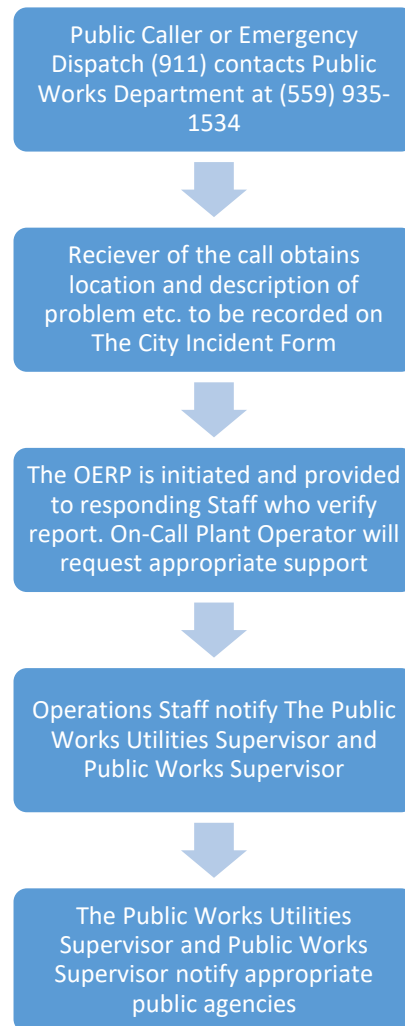 Public Caller or Emergency
Dispatch (911) contacts Public
Works Department at (559) 935-
1534
Reciever of the call obtains
location and description of
problem etc. to be recorded on
The City Incident Form
The OERP is initiated and provided
to responding Staff who verify
report. On-Call Plant Operator will
request appropriate support
Operations Staff notify The Public
Works Utilities Supervisor and
Public Works Supervisor
The Public Works Utilities
Supervisor and Public Works
Supervisor notify appropriate
public agencies